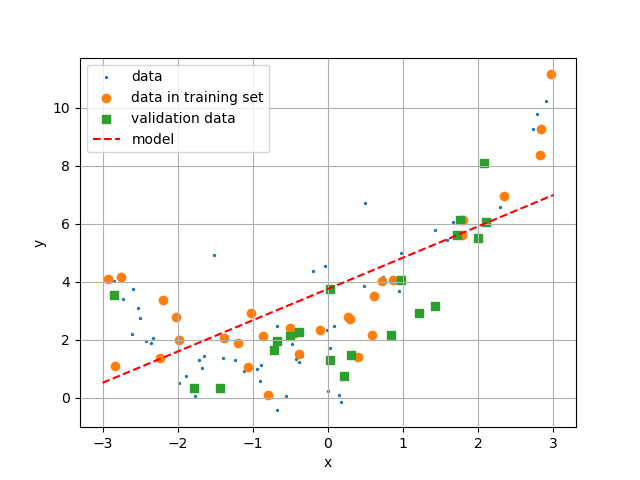 data
data in training set
validation data
model
10
8
6
4
2
0
y
−3
−2
−1
0
1
2
3
x